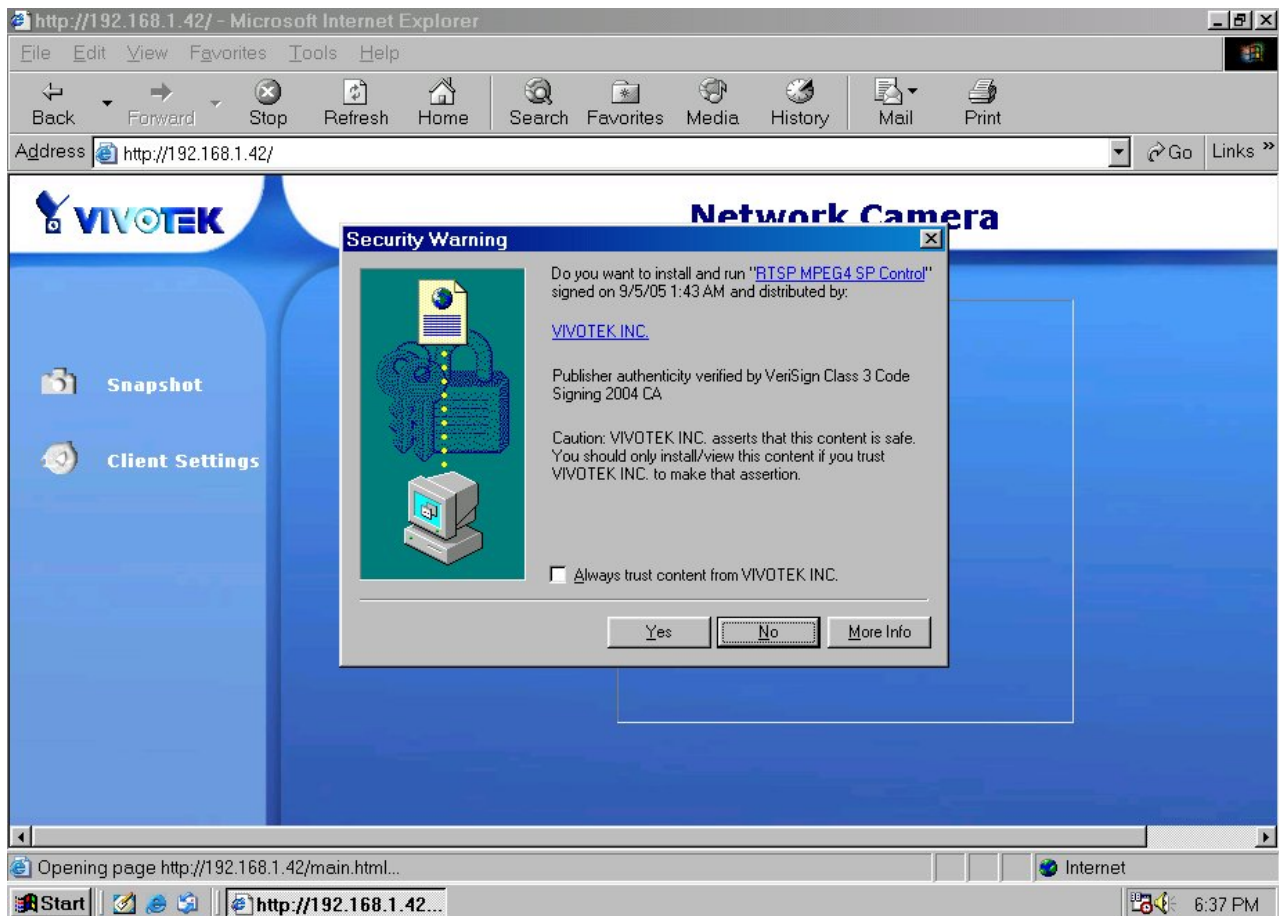 http://192.168.1.42/ - Microsoft Internet Explorer
File Edit View Favorites Tools Help
Back Forward Stop Refresh Home Search Favorites Media History Mail Print
Address http://192.168.1.42/ Go Links »
VIVOTEK
Network Camera
Security Warning
Do you want to install and run "RTSP MPEG4 SP Control"
signed on 9/5/05 1:43 AM and distributed by:
VIVOTEK INC.
Publisher authenticity verified by VeriSign Class 3 Code
Signing 2004 CA
Caution: VIVOTEK INC. asserts that this content is safe.
You should only install/view this content if you trust
VIVOTEK INC. to make that assertion.
Always trust content from VIVOTEK INC.
Yes No More Info
Snapshot
Client Settings
Opening page http://192.168.1.42/main.html...
Internet
Start http://192.168.1.42... 6:37 PM